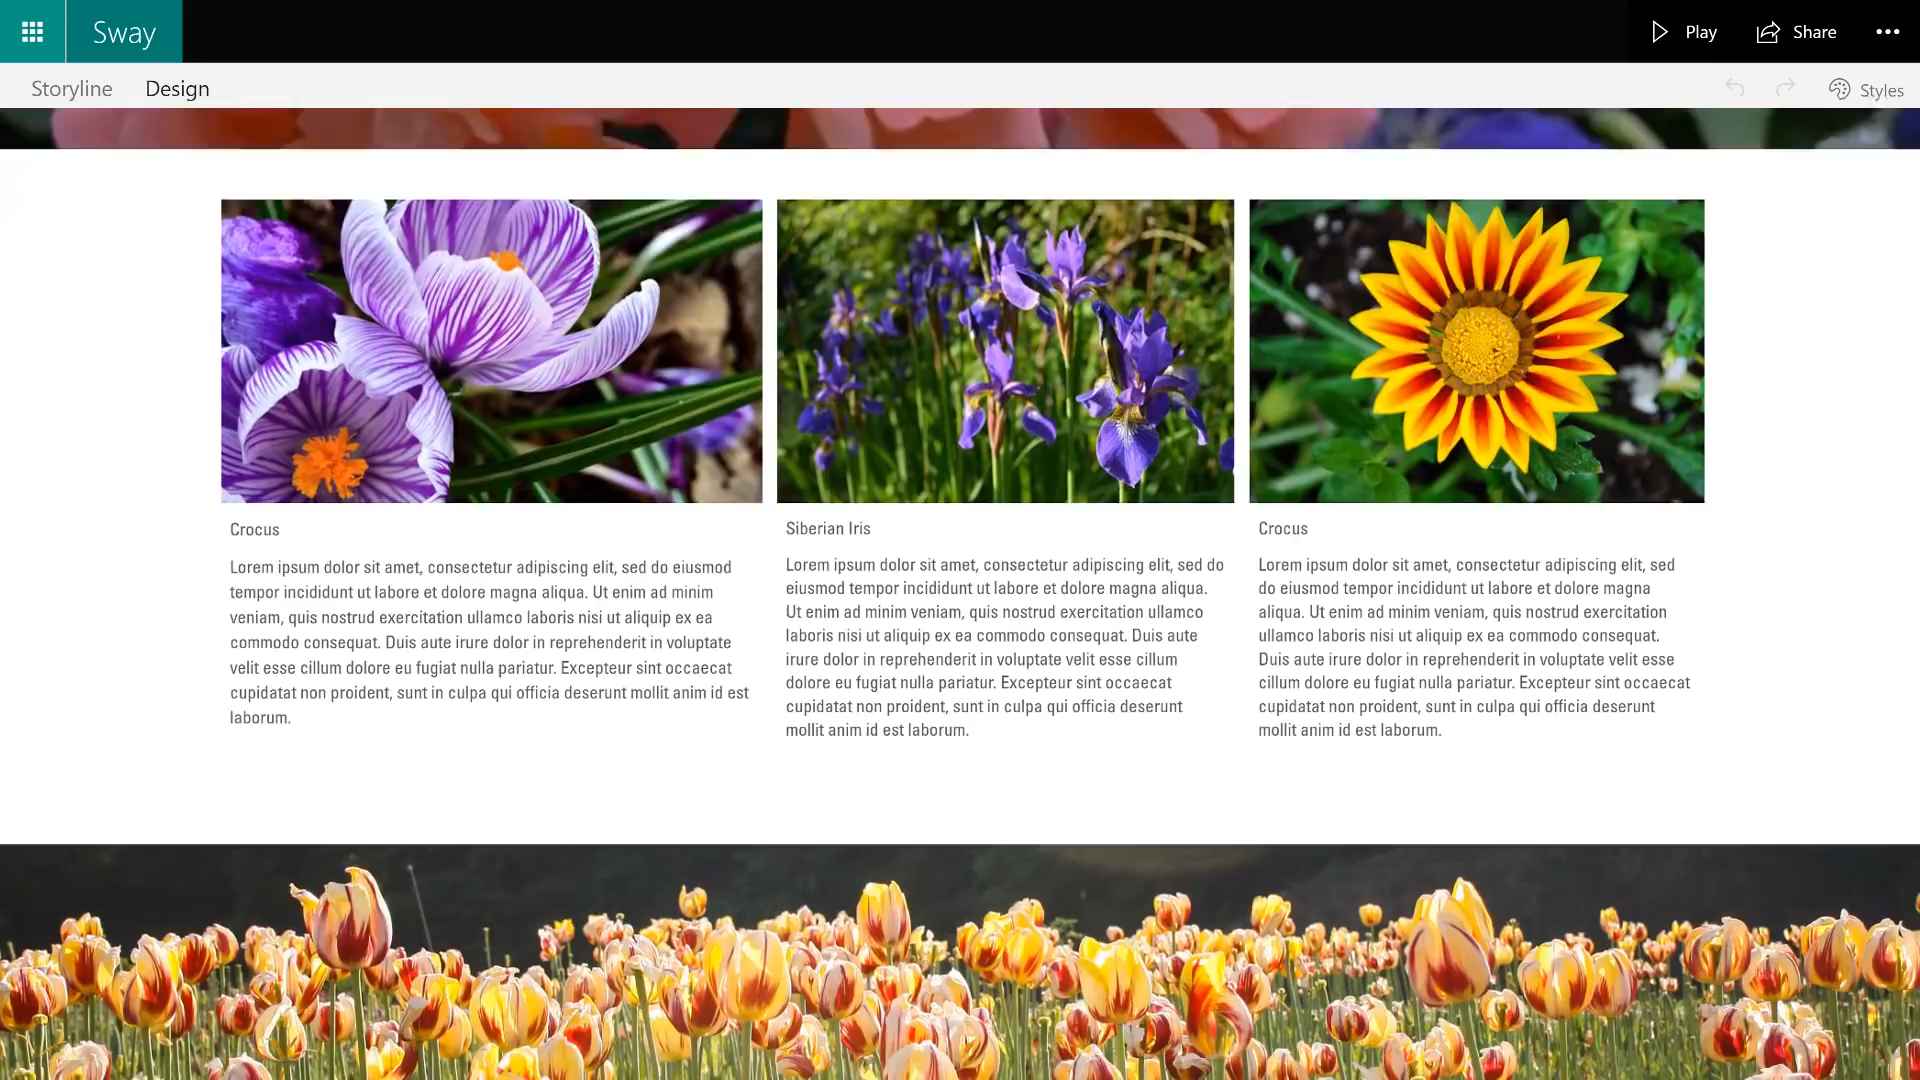 Sway
Play
Share
Storyline
Design
Styles
Crocus
Lorem ipsum dolor sit amet, consectetur adipiscing elit, sed do eiusmod
tempor incididunt ut labore et dolore magna aliqua. Ut enim ad minim
veniam, quis nostrud exercitation ullamco laboris nisi ut aliquip ex ea
commodo consequat. Duis aute irure dolor in reprehenderit in voluptate
velit esse cillum dolore eu fugiat nulla pariatur. Excepteur sint occaecat
cupidatat non proident, sunt in culpa qui officia deserunt mollit anim id est
laborum.
Siberian Iris
Lorem ipsum dolor sit amet, consectetur adipiscing elit, sed do
eiusmod tempor incididunt ut labore et dolore magna aliqua.
Ut enim ad minim veniam, quis nostrud exercitation ullamco
laboris nisi ut aliquip ex ea commodo consequat. Duis aute
irure dolor in reprehenderit in voluptate velit esse cillum
dolore eu fugiat nulla pariatur. Excepteur sint occaecat
cupidatat non proident, sunt in culpa qui officia deserunt
mollit anim id est laborum.
Crocus
Lorem ipsum dolor sit amet, consectetur adipiscing elit, sed
do eiusmod tempor incididunt ut labore et dolore magna
aliqua. Ut enim ad minim veniam, quis nostrud exercitation
ullamco laboris nisi ut aliquip ex ea commodo consequat.
Duis aute irure dolor in reprehenderit in voluptate velit esse
cillum dolore eu fugiat nulla pariatur. Excepteur sint occaecat
cupidatat non proident, sunt in culpa qui officia deserunt
mollit anim id est laborum.